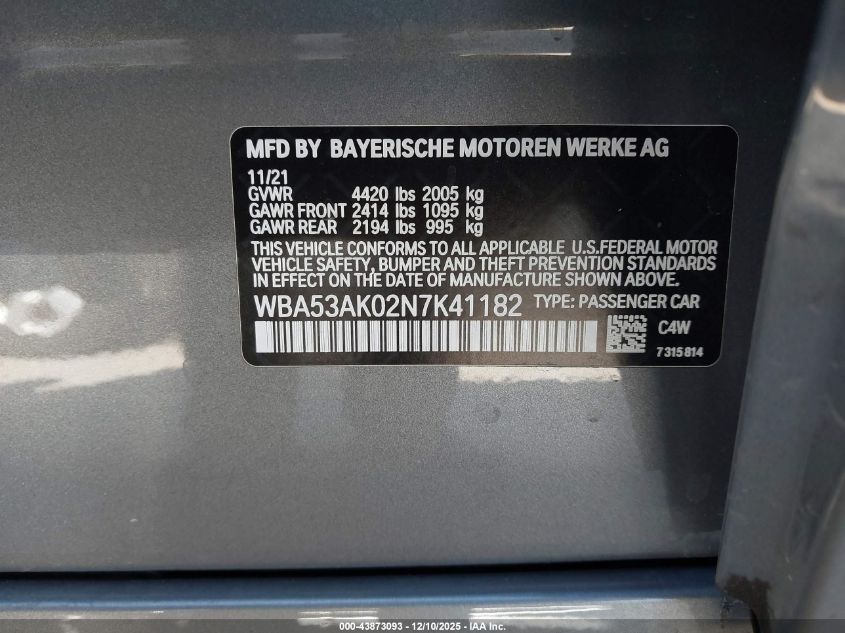 MFD BY BAYERISCHE MOTOREN WERKE AG
11/21
GVWR 4420 lbs 2005 kg
GAWR FRONT 2414 lbs 1095 kg
GAWR REAR 2194 lbs 995 kg
THIS VEHICLE CONFORMS TO ALL APPLICABLE U.S.FEDERAL MOTOR
VEHICLE SAFETY, BUMPER AND THEFT PREVENTION STANDARDS
IN EFFECT ON THE DATE OF MANUFACTURE SHOWN ABOVE.
WBA53AK02N7K41182 TYPE: PASSENGER CAR
C4W
7315814
000-43873093 - 12/10/2025 - IAA Inc.